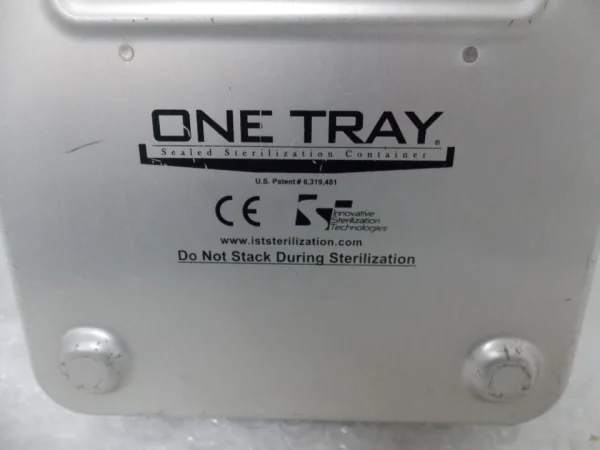 ONE TRAY®
Sealed Sterilization Container
U.S. Patent# 6,319,481
CE
Innovative
Sterilization
Technologies
www.iststerilization.com
Do Not Stack During Sterilization